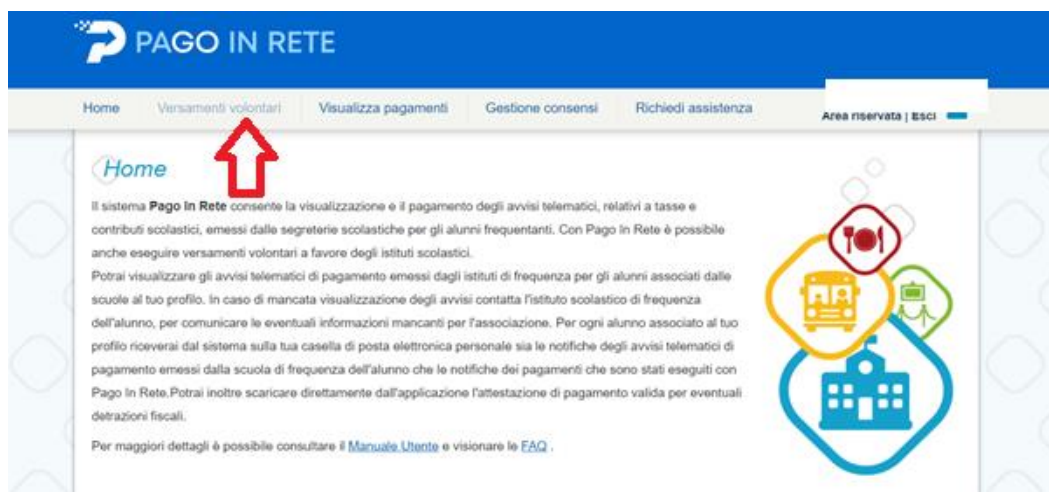 PAGO IN RETE
Home Versamenti volontari Visualizza pagamenti Gestione consensi Richiedi assistenza
Area riservata | Esci
Home
Il sistema Pago In Rete consente la visualizzazione e il pagamento degli avvisi telematici, relativi a tasse e
contributi scolastici, emessi dalle segreterie scolastiche per gli alunni frequentanti. Con Pago In Rete è possibile
anche eseguire versamenti volontari a favore degli istituti scolastici.
Potrai visualizzare gli avvisi telematici di pagamento emessi dagli istituti di frequenza per gli alunni associati dalle
scuole al tuo profilo. In caso di mancata visualizzazione degli avvisi contatta l'istituto scolastico di frequenza
dell'alunno, per comunicare le eventuali informazioni mancanti per l'associazione. Per ogni alunno associato al tuo
profilo riceverai dal sistema sulla tua casella di posta elettronica personale sia le notifiche degli avvisi telematici di
pagamento emessi dalla scuola di frequenza dell'alunno che le notifiche dei pagamenti che sono stati eseguiti con
Pago In Rete.Potrai inoltre scaricare direttamente dall'applicazione l'attestazione di pagamento valida per eventuali
detrazioni fiscali.
Per maggiori dettagli è possibile consultare il Manuale Utente e visionare le FAQ .